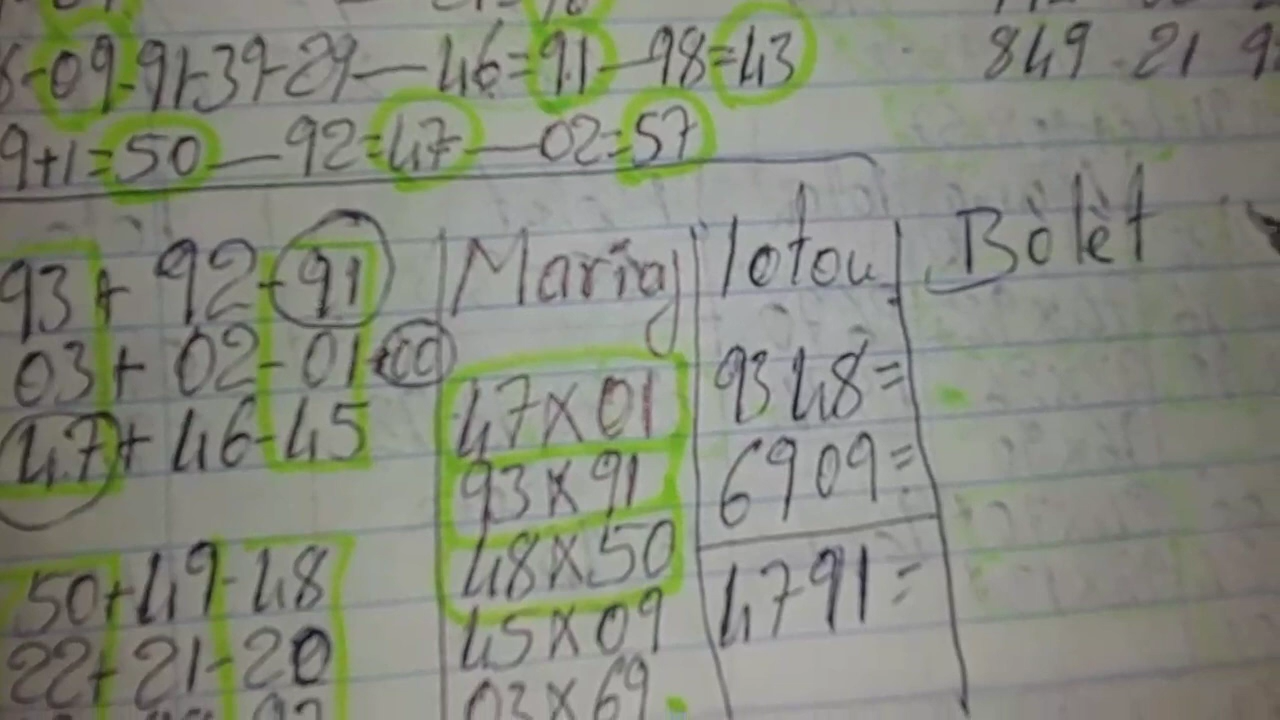 -09-91-39-29—46=91—98=43
849 21 9
9+1=50—92=47—02=57
93+ 92-91
03+ 02-01+00
47+ 46-45
50+49-48
22+21-20
Mariaj
47X01
93X91
48X50
45X09
03X69
lotou
9348=
6909=
4791=
Bòlèt